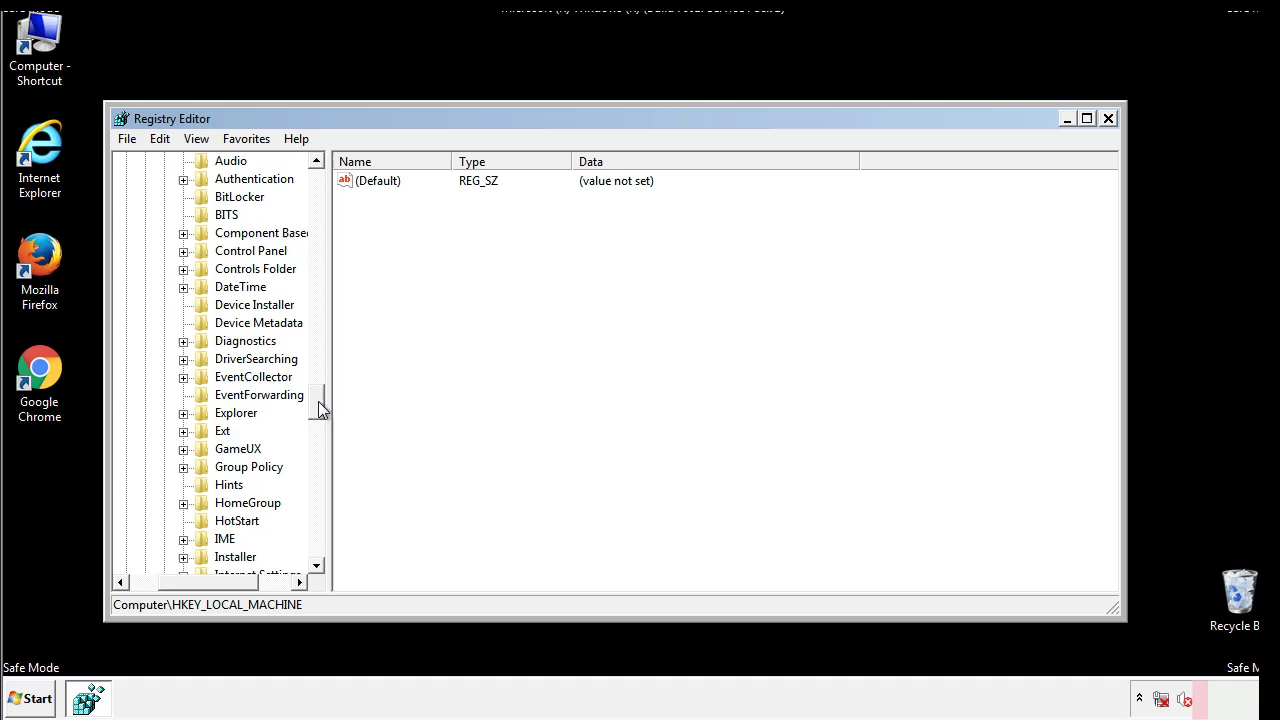 Computer -
Shortcut
Internet
Explorer
Mozilla
Firefox
Google
Chrome
Registry Editor
File Edit View Favorites Help
Audio
Authentication
BitLocker
BITS
Component Base
Control Panel
Controls Folder
DateTime
Device Installer
Device Metadata
Diagnostics
DriverSearching
EventCollector
EventForwarding
Explorer
Ext
GameUX
Group Policy
Hints
HomeGroup
HotStart
IME
Installer
Internet Settings
Name Type Data
ab (Default) REG_SZ (value not set)
Computer\HKEY_LOCAL_MACHINE
Recycle B
Safe Mode
Safe M
Start